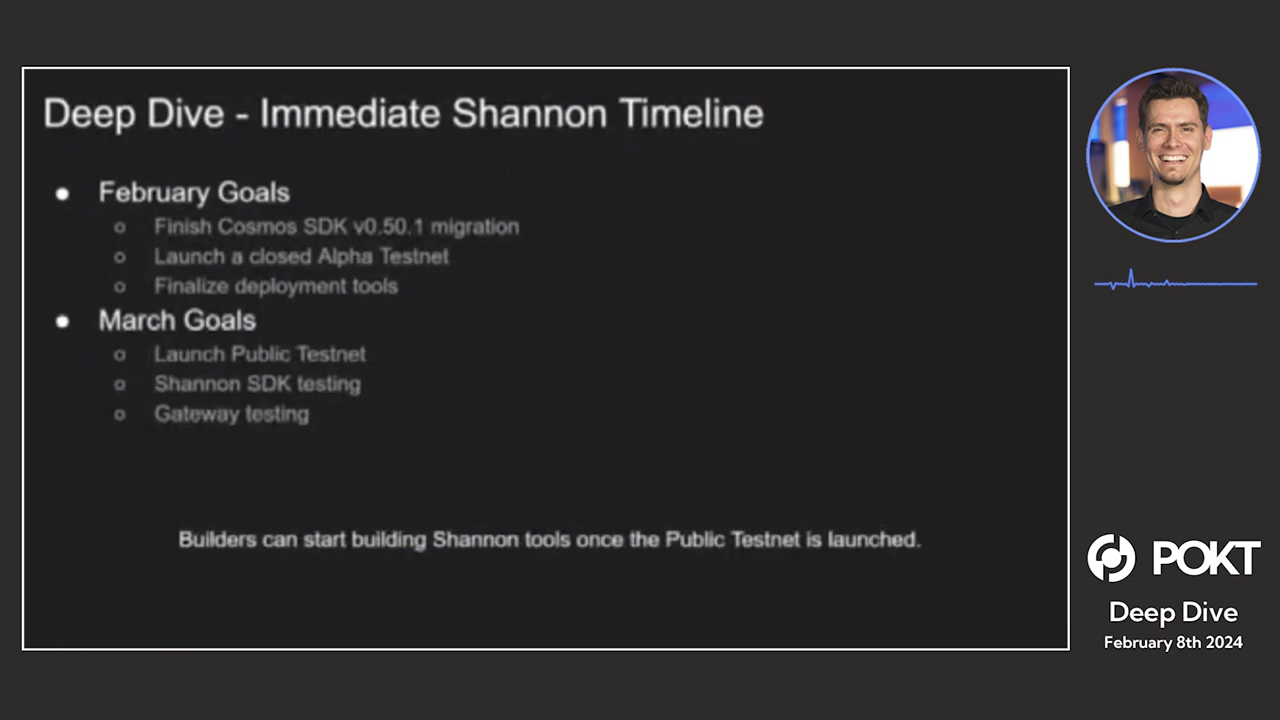 Deep Dive - Immediate Shannon Timeline
● February Goals
○ Finish Cosmos SDK v0.50.1 migration
○ Launch a closed Alpha Testnet
○ Finalize deployment tools
● March Goals
○ Launch Public Testnet
○ Shannon SDK testing
○ Gateway testing
Builders can start building Shannon tools once the Public Testnet is launched.
POKT
Deep Dive
February 8th 2024